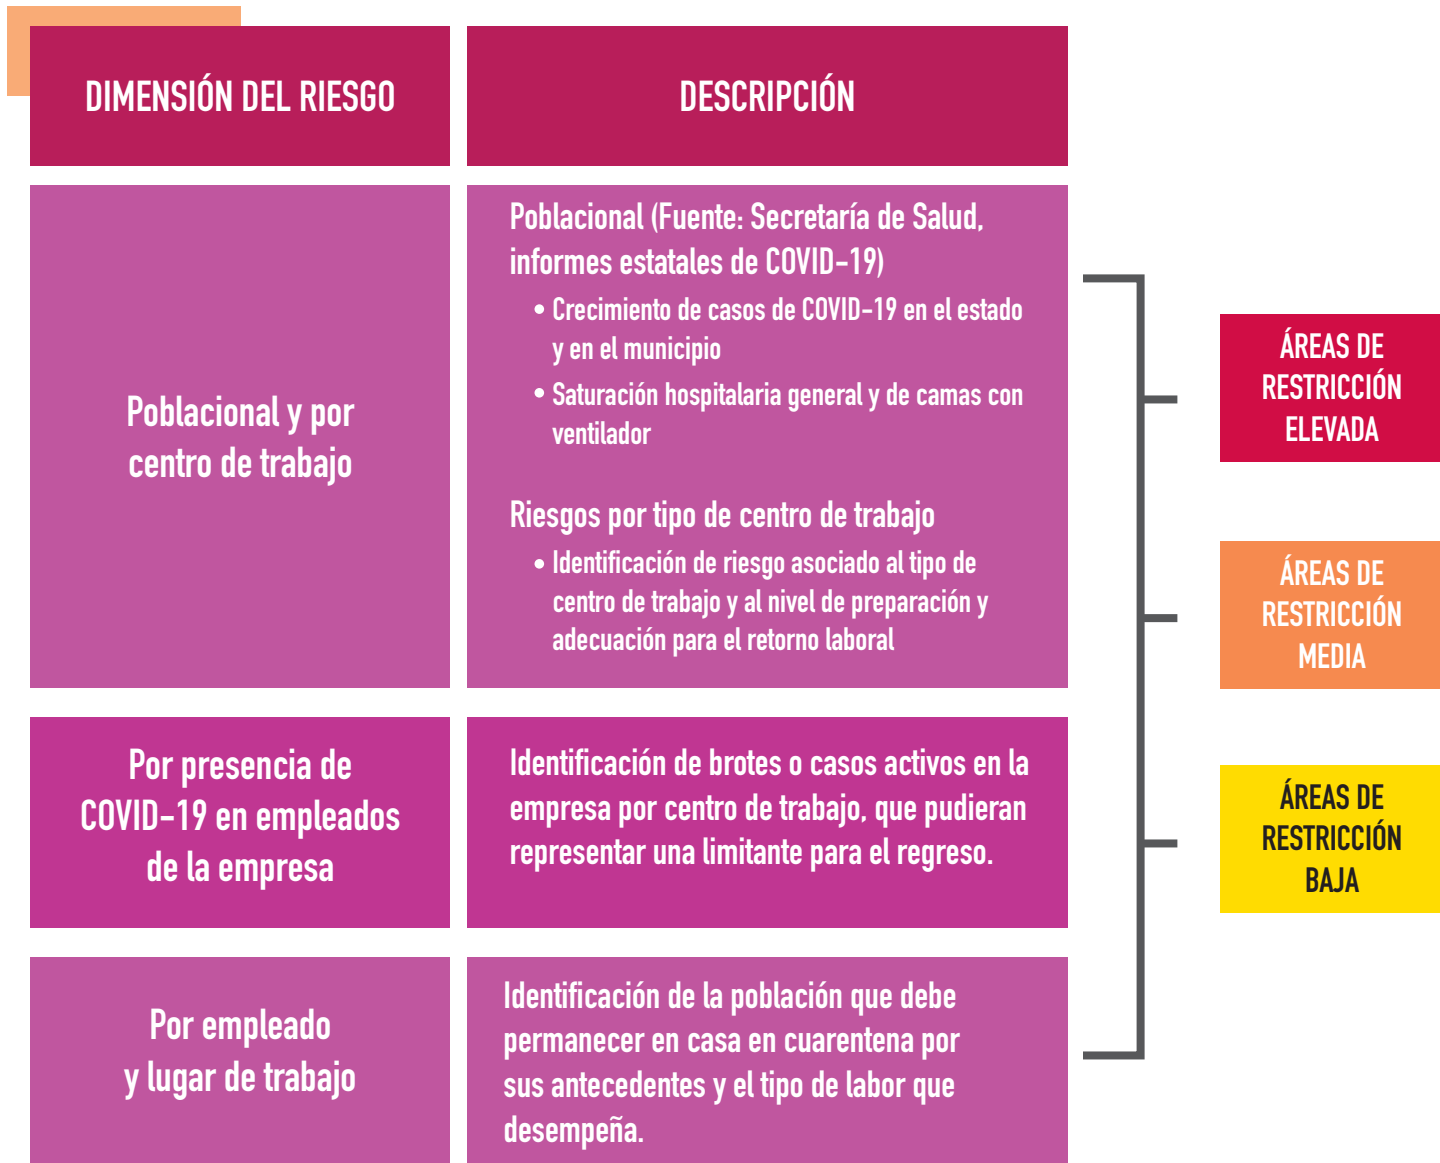 DIMENSIÓN DEL RIESGO
DESCRIPCIÓN
Poblacional y por
centro de trabajo
Poblacional (Fuente: Secretaría de Salud,
informes estatales de COVID-19)
• Crecimiento de casos de COVID-19 en el estado
y en el municipio
• Saturación hospitalaria general y de camas con
ventilador
Riesgos por tipo de centro de trabajo
• Identificación de riesgo asociado al tipo de
centro de trabajo y al nivel de preparación y
adecuación para el retorno laboral
Por presencia de
COVID-19 en empleados
de la empresa
Identificación de brotes o casos activos en la
empresa por centro de trabajo, que pudieran
representar una limitante para el regreso.
Por empleado
y lugar de trabajo
Identificación de la población que debe
permanecer en casa en cuarentena por
sus antecedentes y el tipo de labor que
desempeña.
ÁREAS DE
RESTRICCIÓN
ELEVADA
ÁREAS DE
RESTRICCIÓN
MEDIA
ÁREAS DE
RESTRICCIÓN
BAJA